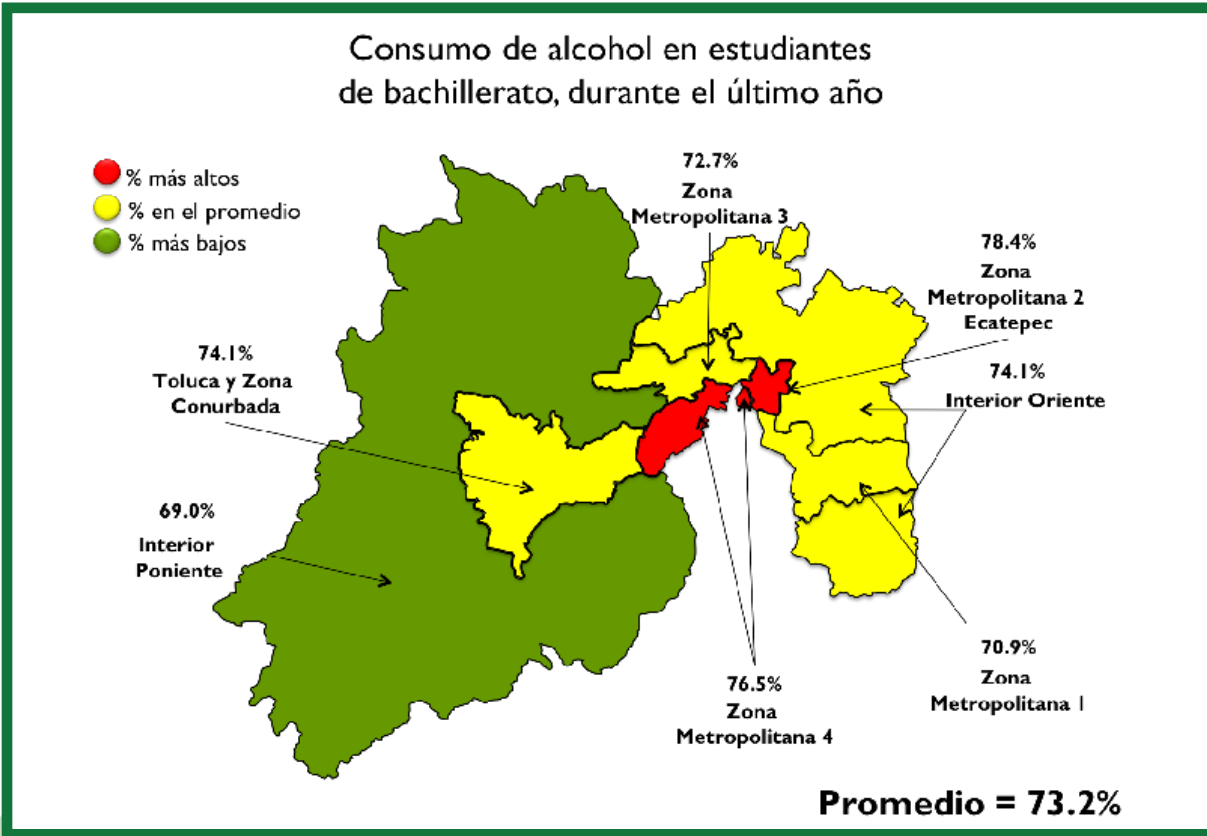 Consumo de alcohol en estudiantes
de bachillerato, durante el último año
% más altos
% en el promedio
% más bajos
72.7%
Zona
Metropolitana 3
78.4%
Zona
Metropolitana 2
Ecatepec
74.1%
Toluca y Zona
Conurbada
74.1%
Interior Oriente
69.0%
Interior
Poniente
70.9%
Zona
Metropolitana 1
76.5%
Zona
Metropolitana 4
Promedio = 73.2%